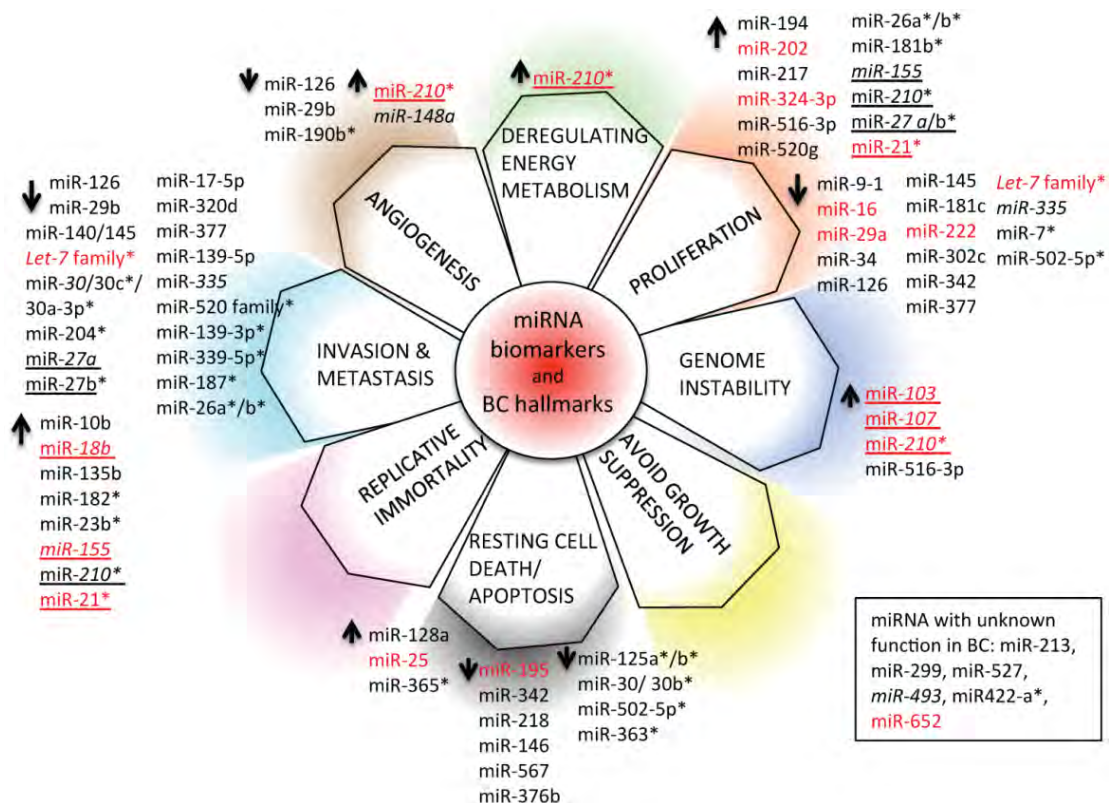 miR-126
miR-29b
miR-190b*
miR-210*
miR-148a
miR-210*
miR-194
miR-202
miR-217
miR-324-3p
miR-516-3p
miR-520g
miR-26a*/b*
miR-181b*
miR-155
miR-210*
miR-27 a/b*
miR-21*
miR-9-1
miR-16
miR-29a
miR-34
miR-126
miR-145
miR-181c
miR-222
miR-302c
miR-342
miR-377
Let-7 family*
miR-335
miR-7*
miR-502-5p*
miR-126
miR-29b
miR-140/145
Let-7 family*
miR-30/30c*/
30a-3p*
miR-204*
miR-27a
miR-27b*
miR-17-5p
miR-320d
miR-377
miR-139-5p
miR-335
miR-520 family*
miR-139-3p*
miR-339-5p*
miR-187*
miR-26a*/b*
miR-10b
miR-18b
miR-135b
miR-182*
miR-23b*
miR-155
miR-210*
miR-21*
DEREGULATING
ENERGY
METABOLISM
ANGIOGENESIS
PROLIFERATION
INVASION &
METASTASIS
miRNA
biomarkers
and
BC hallmarks
GENOME
INSTABILITY
REPLICATIVE
IMMORTALITY
RESTING CELL
DEATH/
APOPTOSIS
AVOID GROWTH
SUPPRESSION
miR-103
miR-107
miR-210*
miR-516-3p
miR-128a
miR-25
miR-365*
miR-195
miR-342
miR-218
miR-146
miR-567
miR-376b
miR-125a*/b*
miR-30/ 30b*
miR-502-5p*
miR-363*
miRNA with unknown
function in BC: miR-213,
miR-299, miR-527,
miR-493, miR422-a*,
miR-652